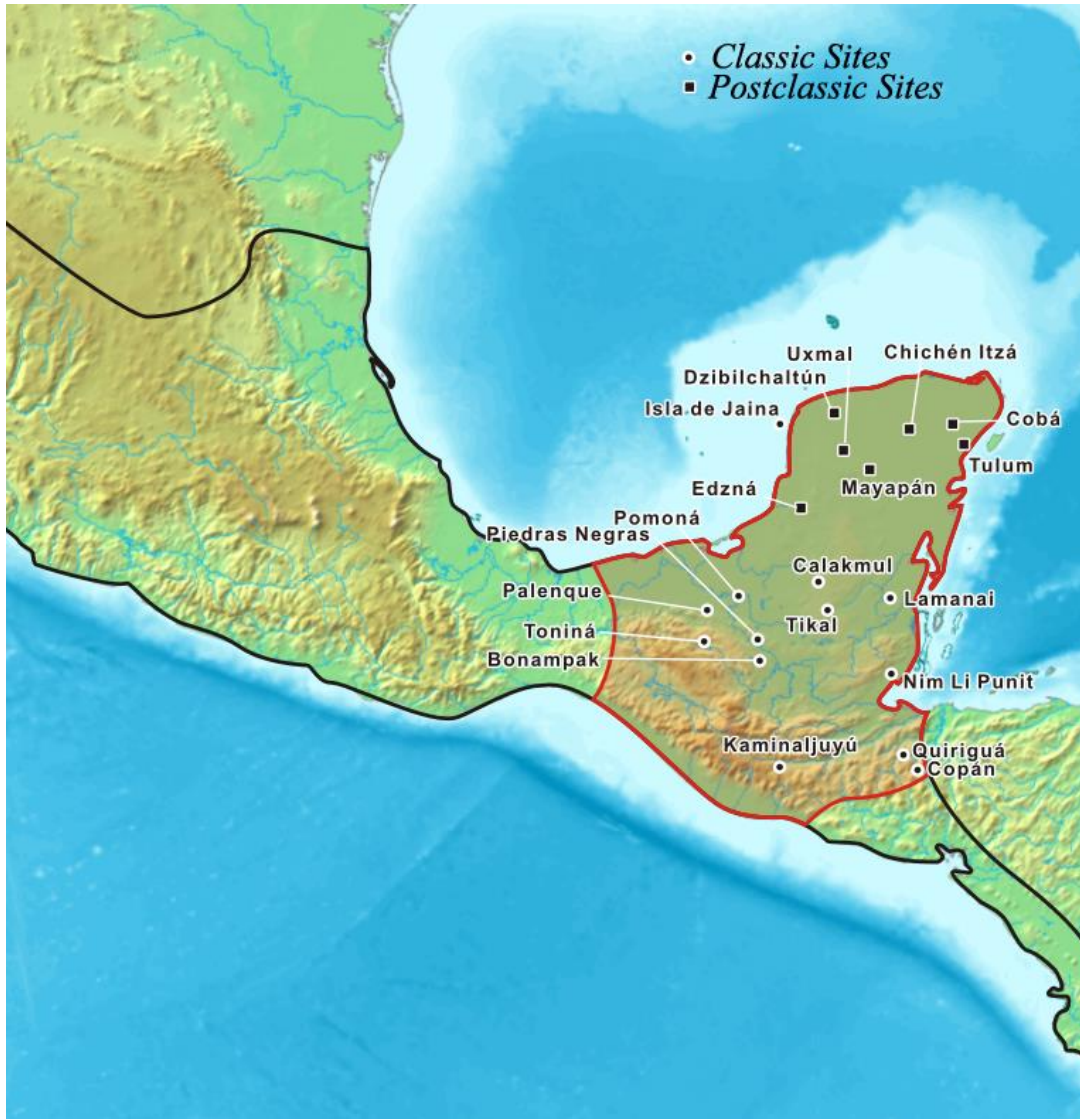 Classic Sites
Postclassic Sites
Uxmal
Chichén Itzá
Dzibilchaltún
Isla de Jaina
Cobá
Tulum
Edzná
Mayapán
Pomoná
Piedras Negras
Calakmul
Palenque
Lamanai
Tikal
Toniná
Bonampak
Nim Li Punit
Kaminaljuyú
Quiriguá
Copán